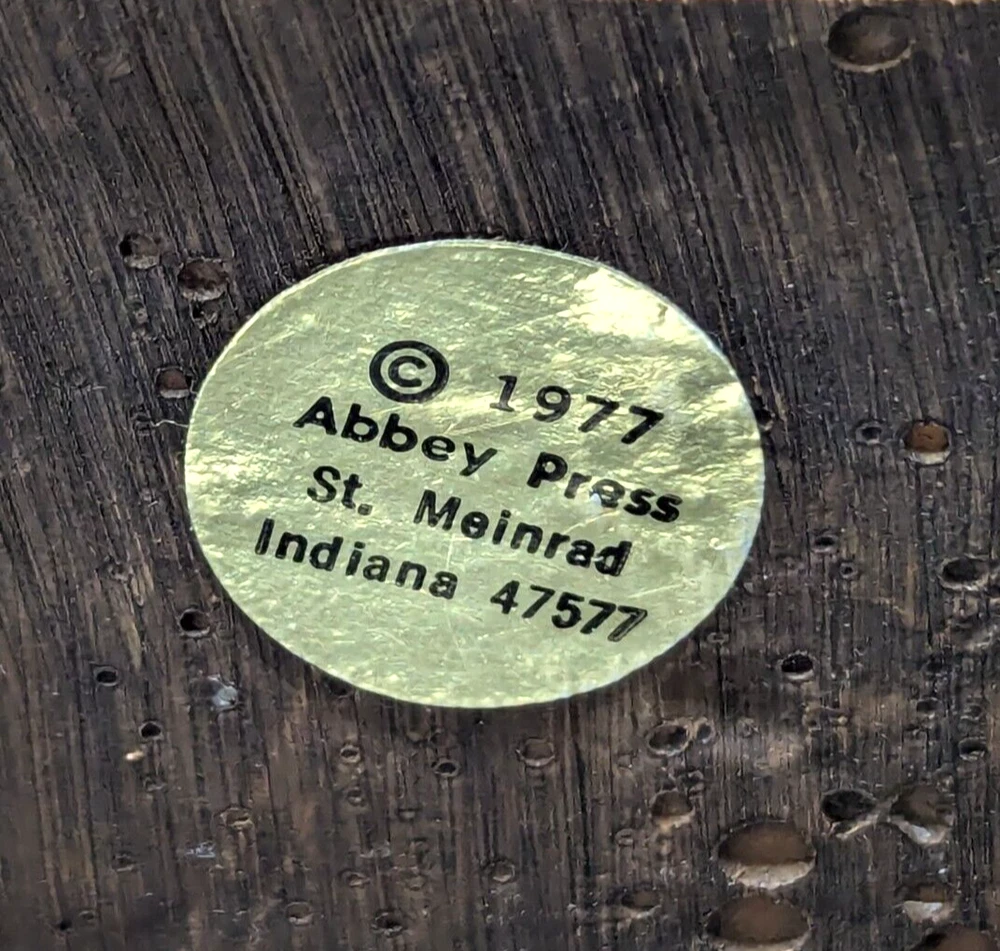 © 1977
Abbey Press
St. Meinrad
Indiana 47577